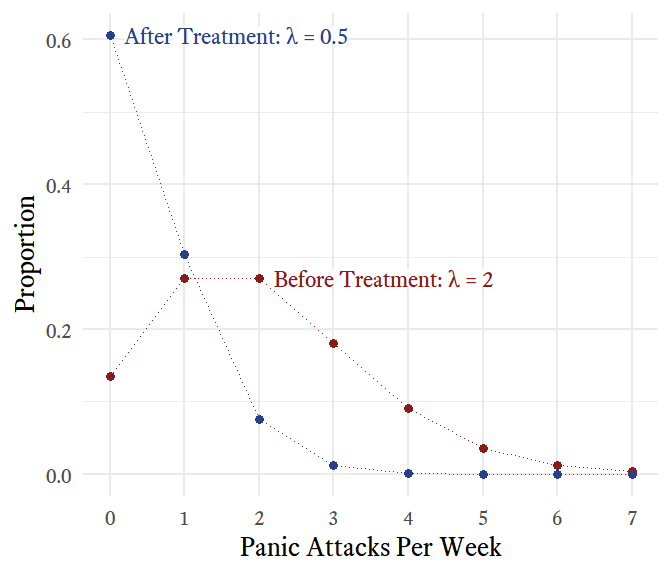 0.6
After Treatment: λ = 0.5
0.4
Proportion
Before Treatment: λ = 2
0.2
0.0
0 1 2 3 4 5 6 7
Panic Attacks Per Week